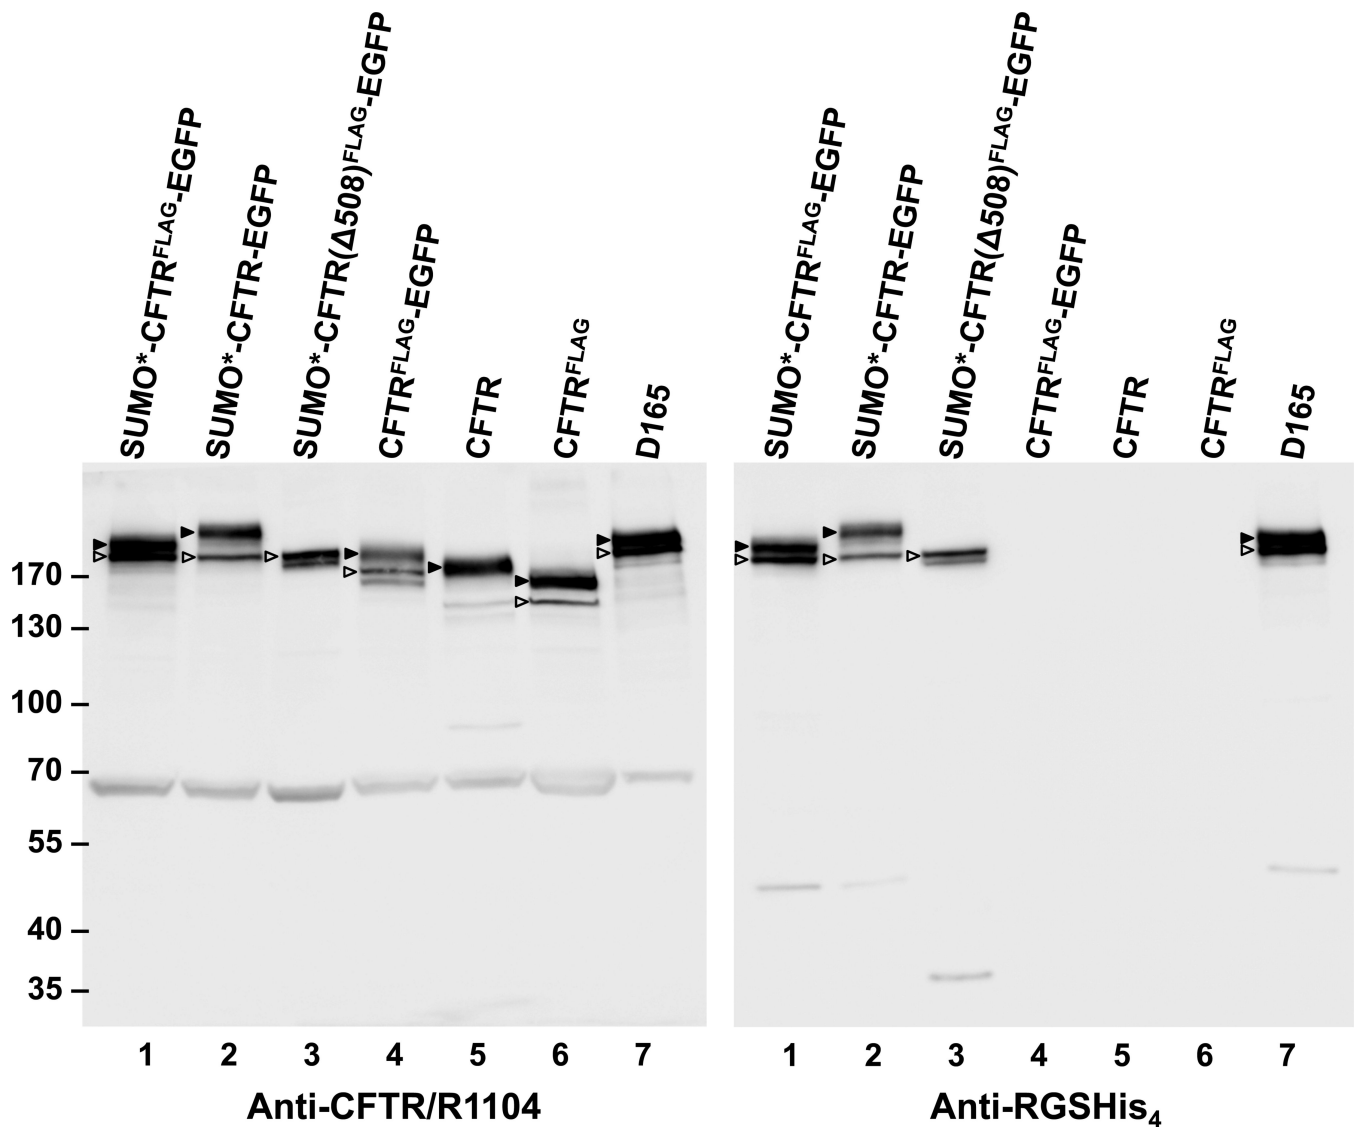 SUMO*-CFTRFLAG-EGFP
SUMO*-CFTR-EGFP
SUMO*-CFTR(Δ508)FLAG-EGFP
CFTRFLAG-EGFP
CFTR
CFTRFLAG
D165
SUMO*-CFTRFLAG-EGFP
SUMO*-CFTR-EGFP
SUMO*-CFTR(Δ508)FLAG-EGFP
CFTRFLAG-EGFP
CFTR
CFTRFLAG
D165
170
130
100
70
55
40
35
1 2 3 4 5 6 7
1 2 3 4 5 6 7
Anti-CFTR/R1104
Anti-RGSHis4